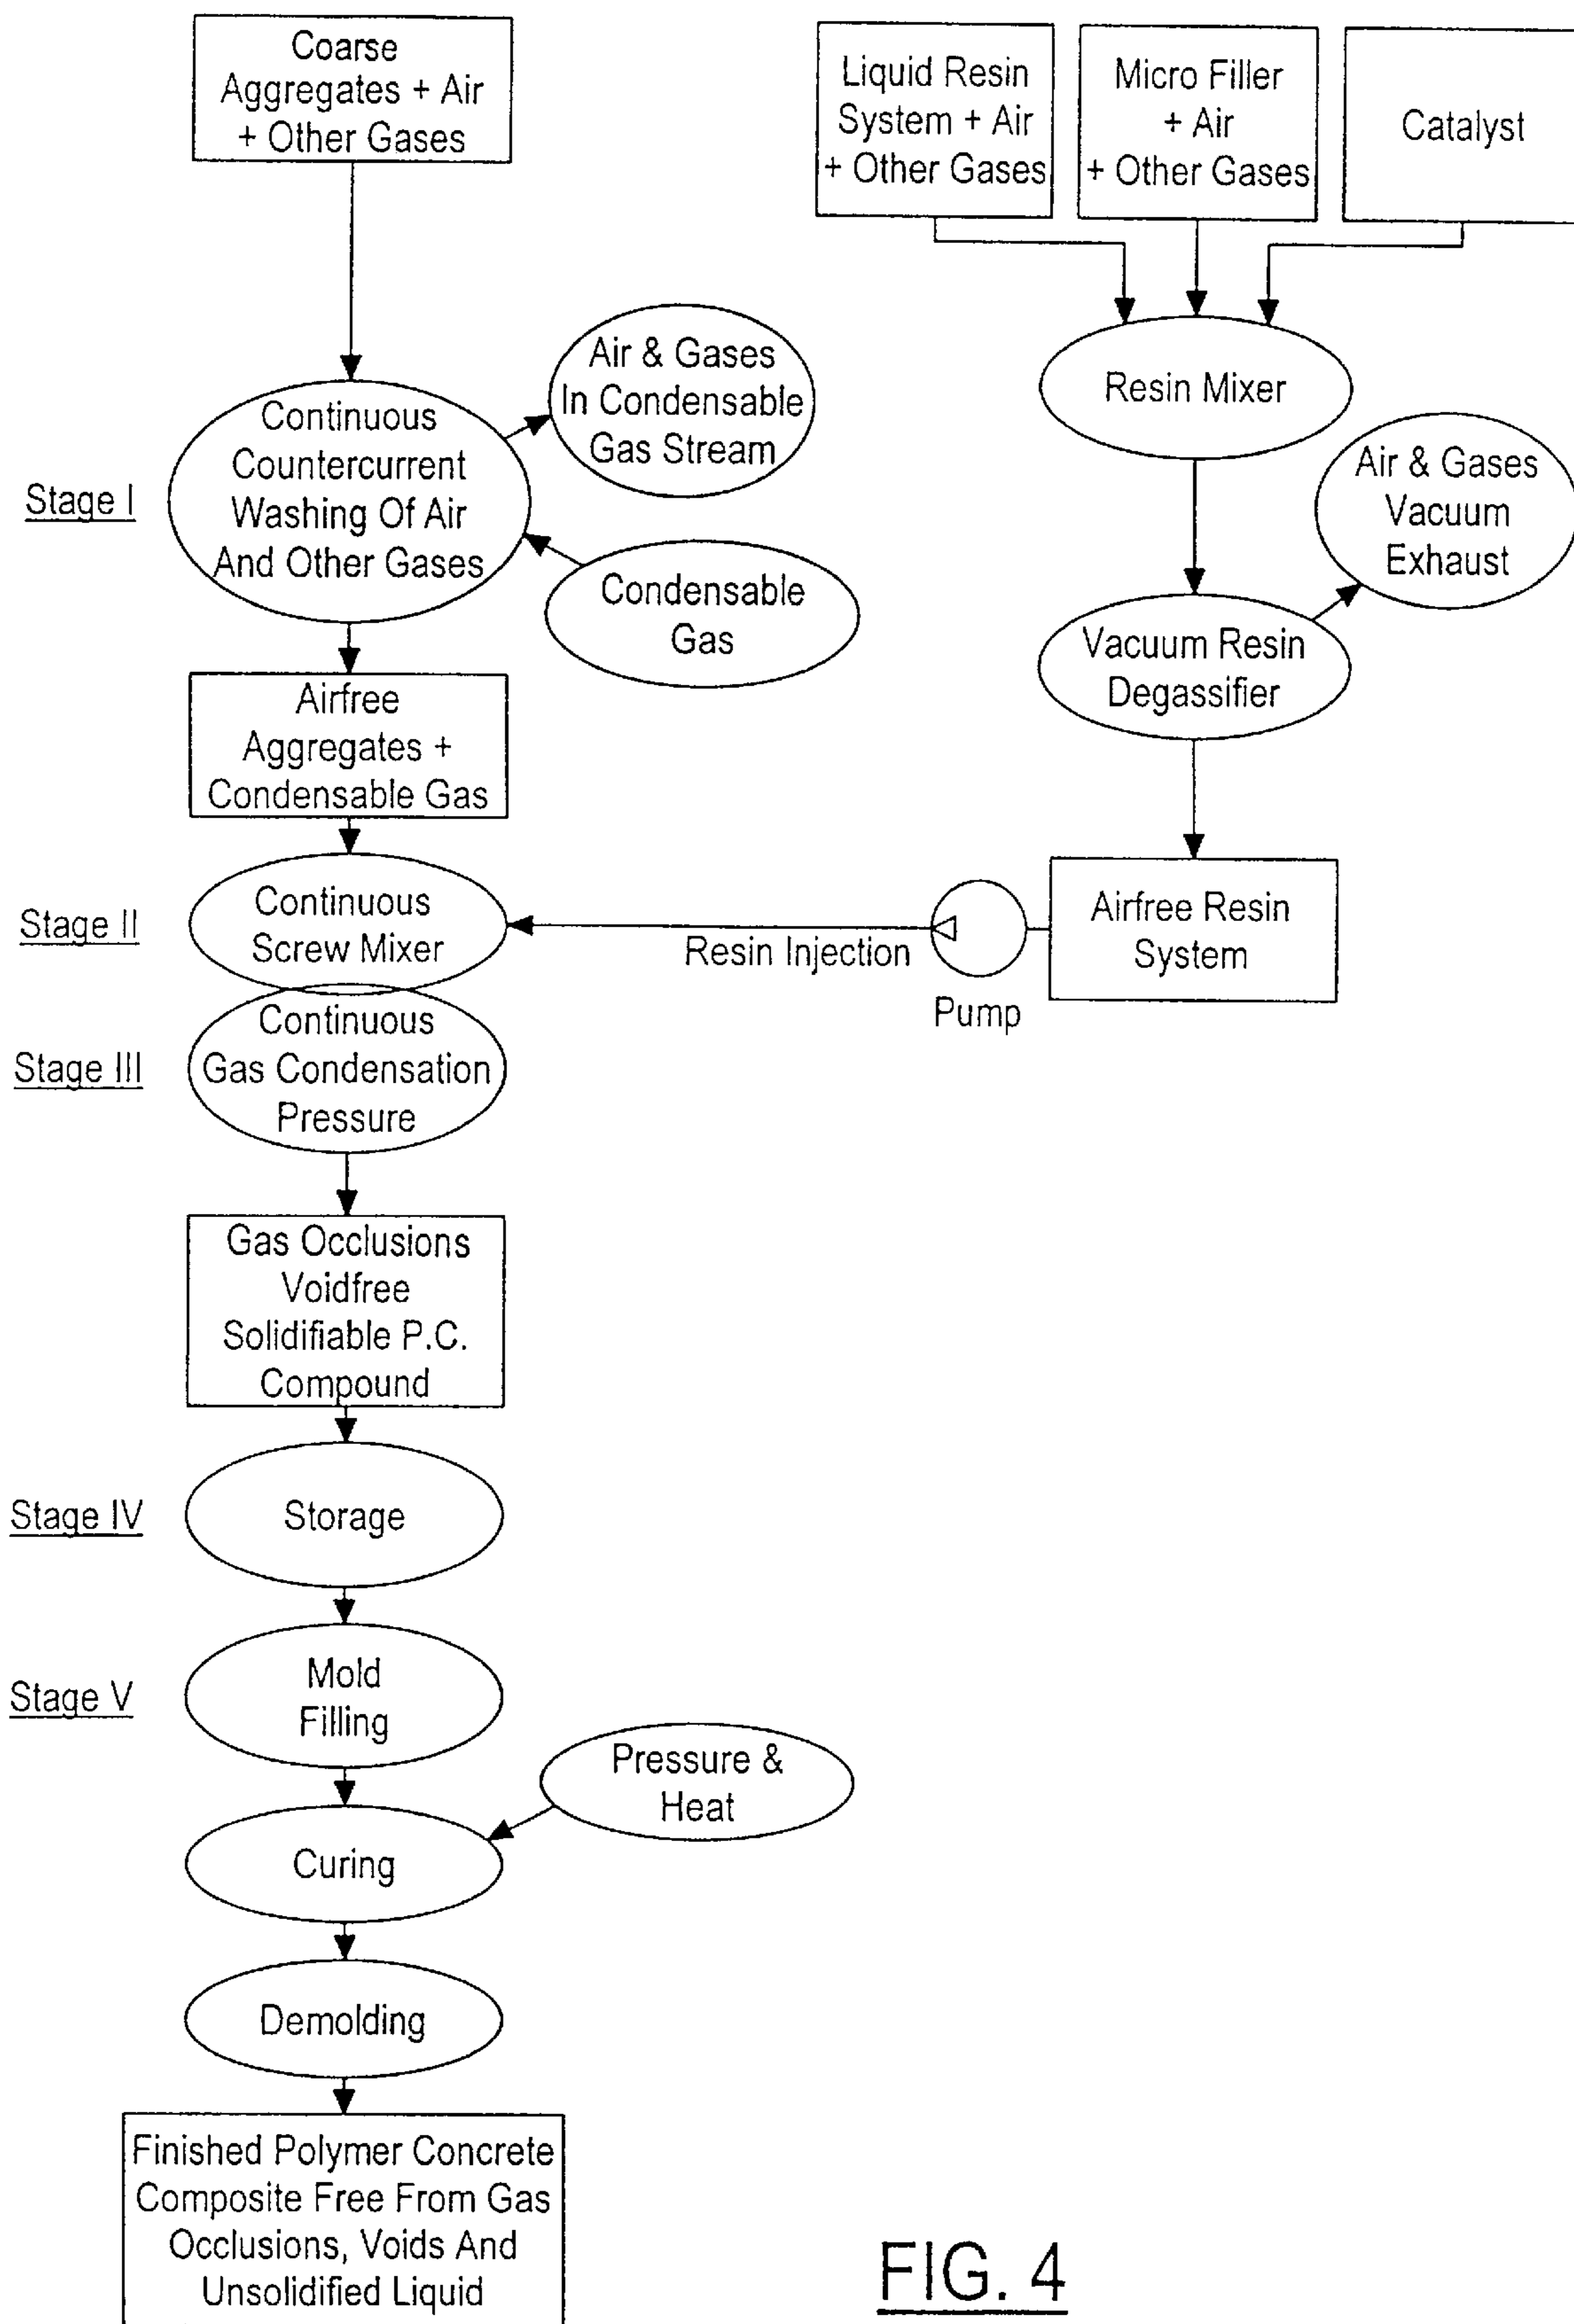 Coarse
Aggregates + Air
+ Other Gases
Liquid Resin
System + Air
+ Other Gases
Micro Filler
+ Air
+ Other Gases
Catalyst
Resin Mixer
Air & Gases
In Condensable
Gas Stream
Stage I
Continuous
Countercurrent
Washing Of Air
And Other Gases
Condensable
Gas
Air & Gases
Vacuum
Exhaust
Vacuum Resin
Degassifier
Airfree
Aggregates +
Condensable Gas
Stage II
Continuous
Screw Mixer
Resin Injection
Pump
Airfree Resin
System
Stage III
Continuous
Gas Condensation
Pressure
Gas Occlusions
Voidfree
Solidifiable P.C.
Compound
Stage IV
Storage
Stage V
Mold
Filling
Pressure &
Heat
Curing
Demolding
Finished Polymer Concrete
Composite Free From Gas
Occlusions, Voids And
Unsolidified Liquid
FIG. 4